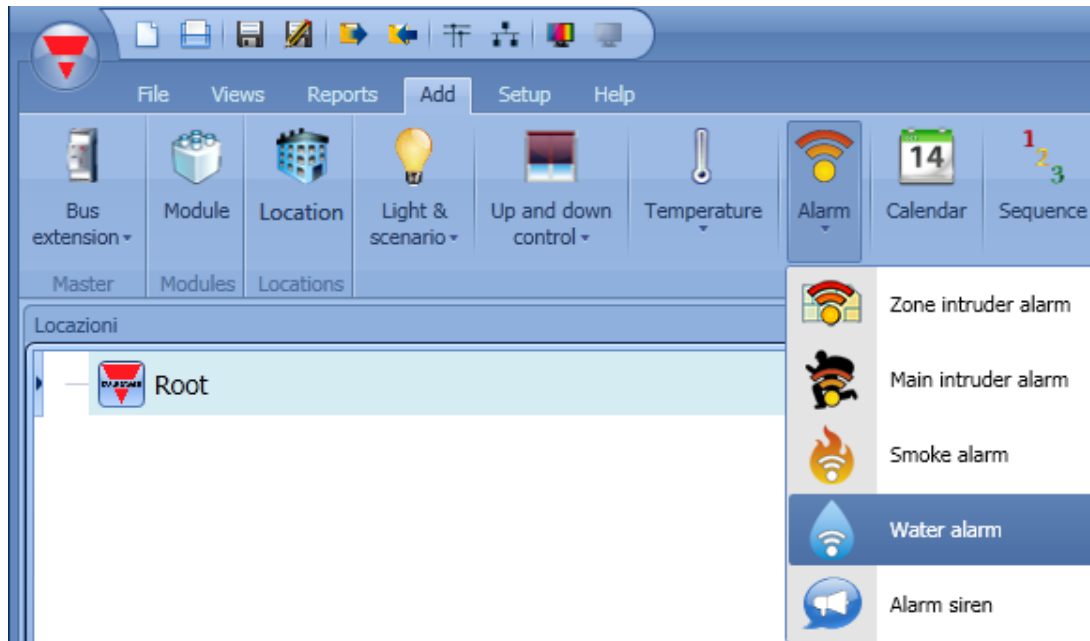 File Views Reports Add Setup Help
Bus extension
Module
Location
Light & scenario
Up and down control
Temperature
Alarm
14
Calendar
1 2 3
Sequence
Master Modules Locations
Zone intruder alarm
Main intruder alarm
Smoke alarm
Water alarm
Alarm siren
Locazioni
Root